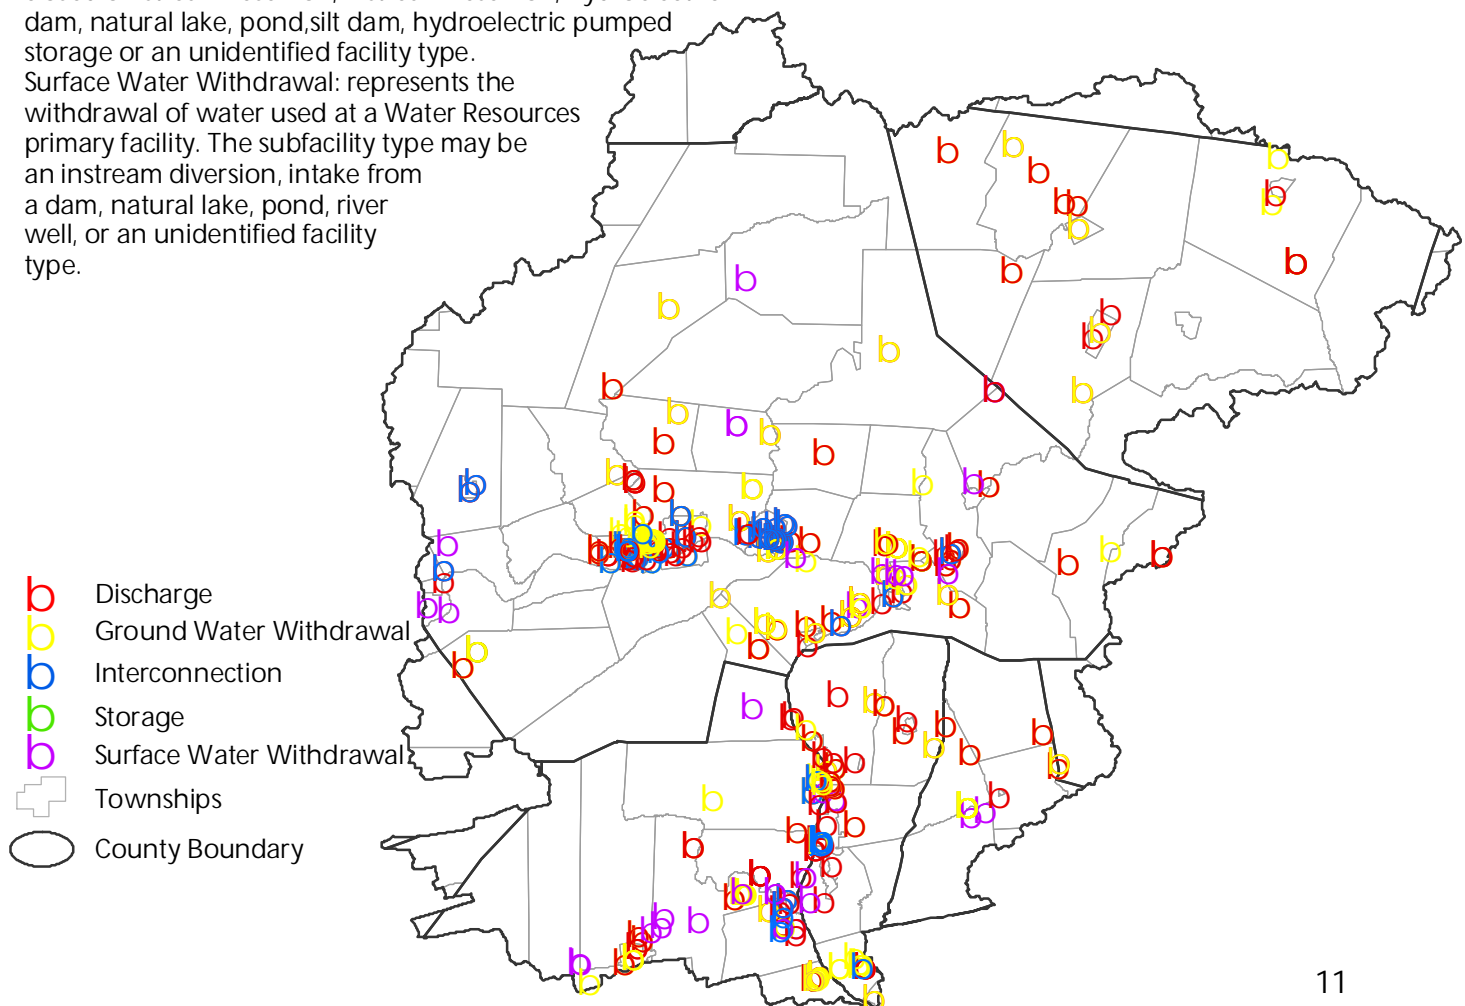 dam, natural lake, pond,silt dam, hydroelectric pumped
storage or an unidentified facility type.
Surface Water Withdrawal: represents the
withdrawal of water used at a Water Resources
primary facility. The subfacility type may be
an instream diversion, intake from
a dam, natural lake, pond, river
well, or an unidentified facility
type.
b Discharge
b Ground Water Withdrawal
b Interconnection
b Storage
b Surface Water Withdrawal
Townships
County Boundary
11